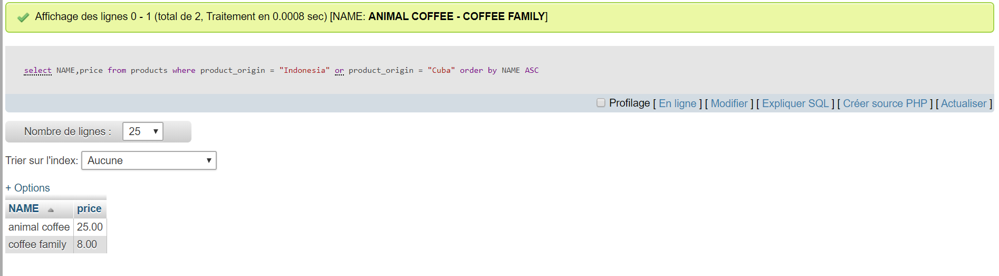 Affichage des lignes 0 - 1 (total de 2, Traitement en 0.0008 sec) [NAME: ANIMAL COFFEE - COFFEE FAMILY]
select NAME,price from products where product_origin = "Indonesia" or product_origin = "Cuba" order by NAME ASC
Profilage [ En ligne ] [ Modifier ] [ Expliquer SQL ] [ Créer source PHP ] [ Actualiser ]
Nombre de lignes : 25
Trier sur l'index: Aucune
+ Options
NAME price
animal coffee 25.00
coffee family 8.00